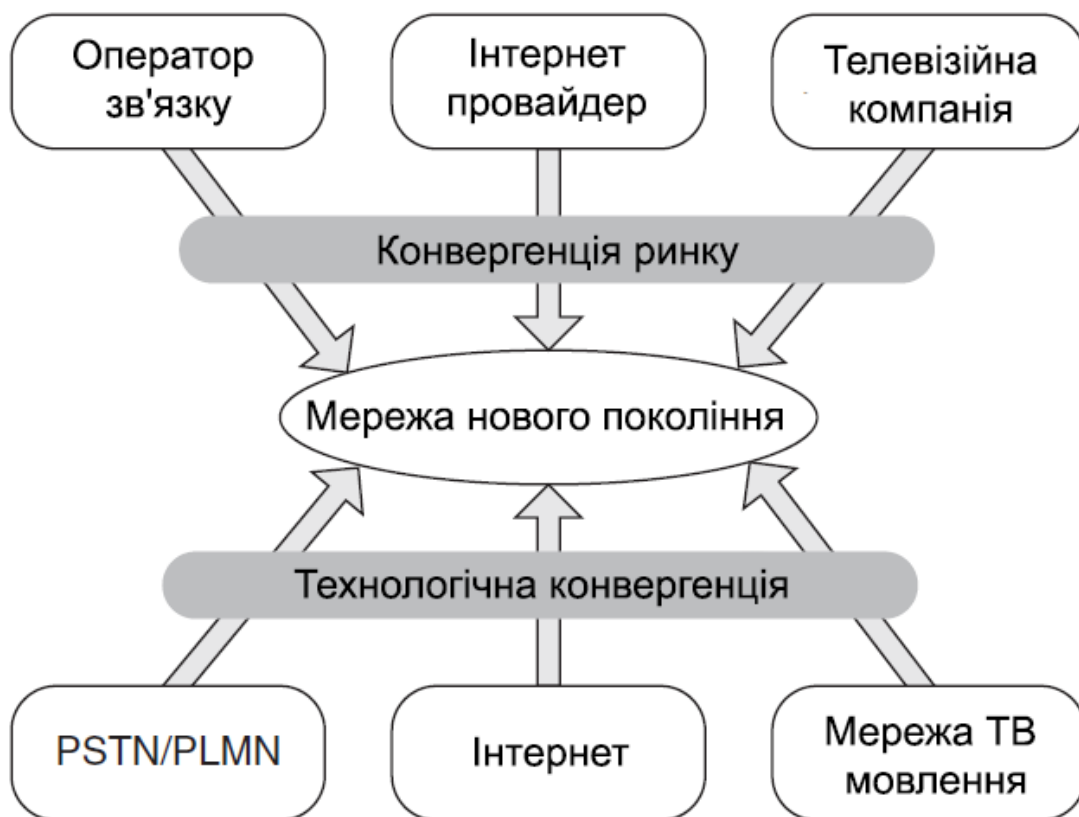 Оператор
зв'язку
Інтернет
провайдер
Телевізійна
компанія
Конвергенція ринку
Мережа нового покоління
Технологічна конвергенція
PSTN/PLMN
Інтернет
Мережа ТВ
мовлення